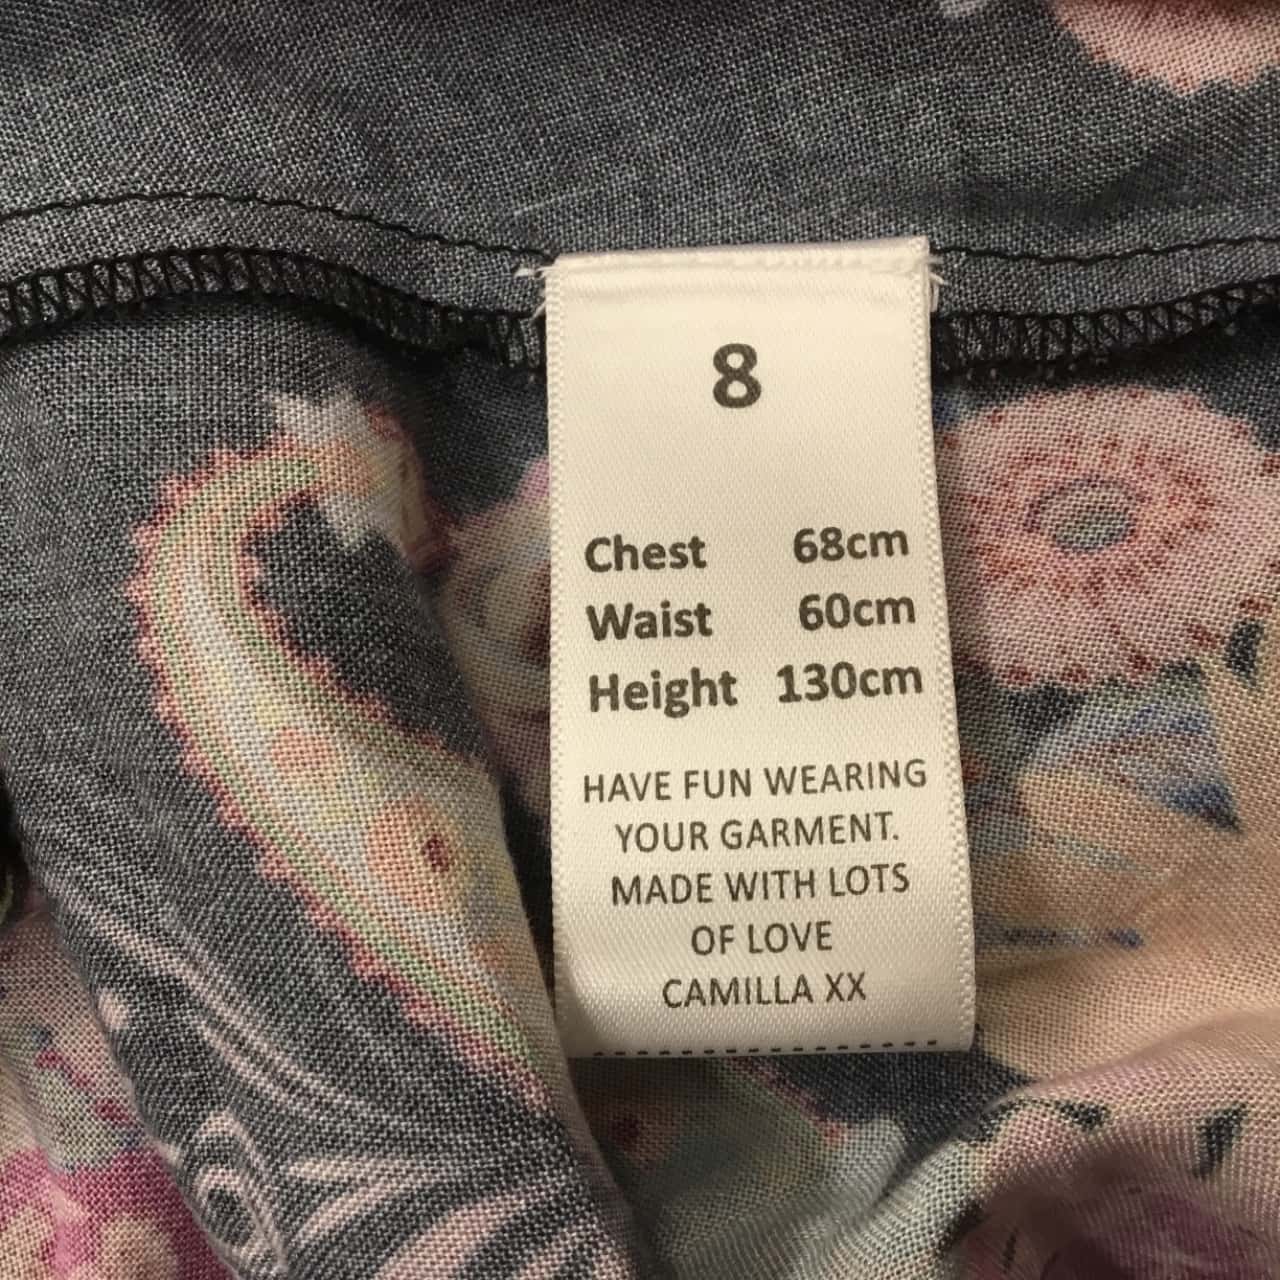 8
Chest 68cm
Waist 60cm
Height 130cm
HAVE FUN WEARING
YOUR GARMENT.
MADE WITH LOTS
OF LOVE
CAMILLA XX